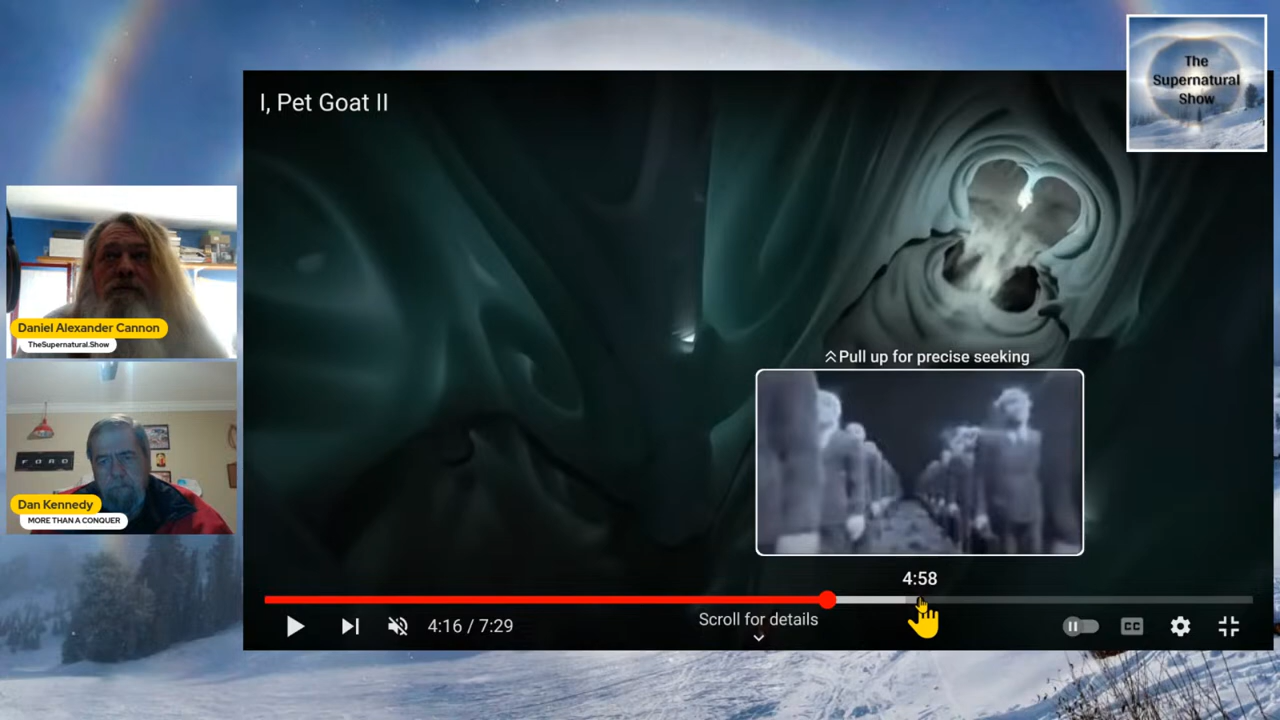 I, Pet Goat II
The
Supernatural
Show
Daniel Alexander Cannon
TheSupernatural.Show
FORD
Dan Kennedy
MORE THAN A CONQUER
Pull up for precise seeking
4:58
4:16 / 7:29
Scroll for details
CC